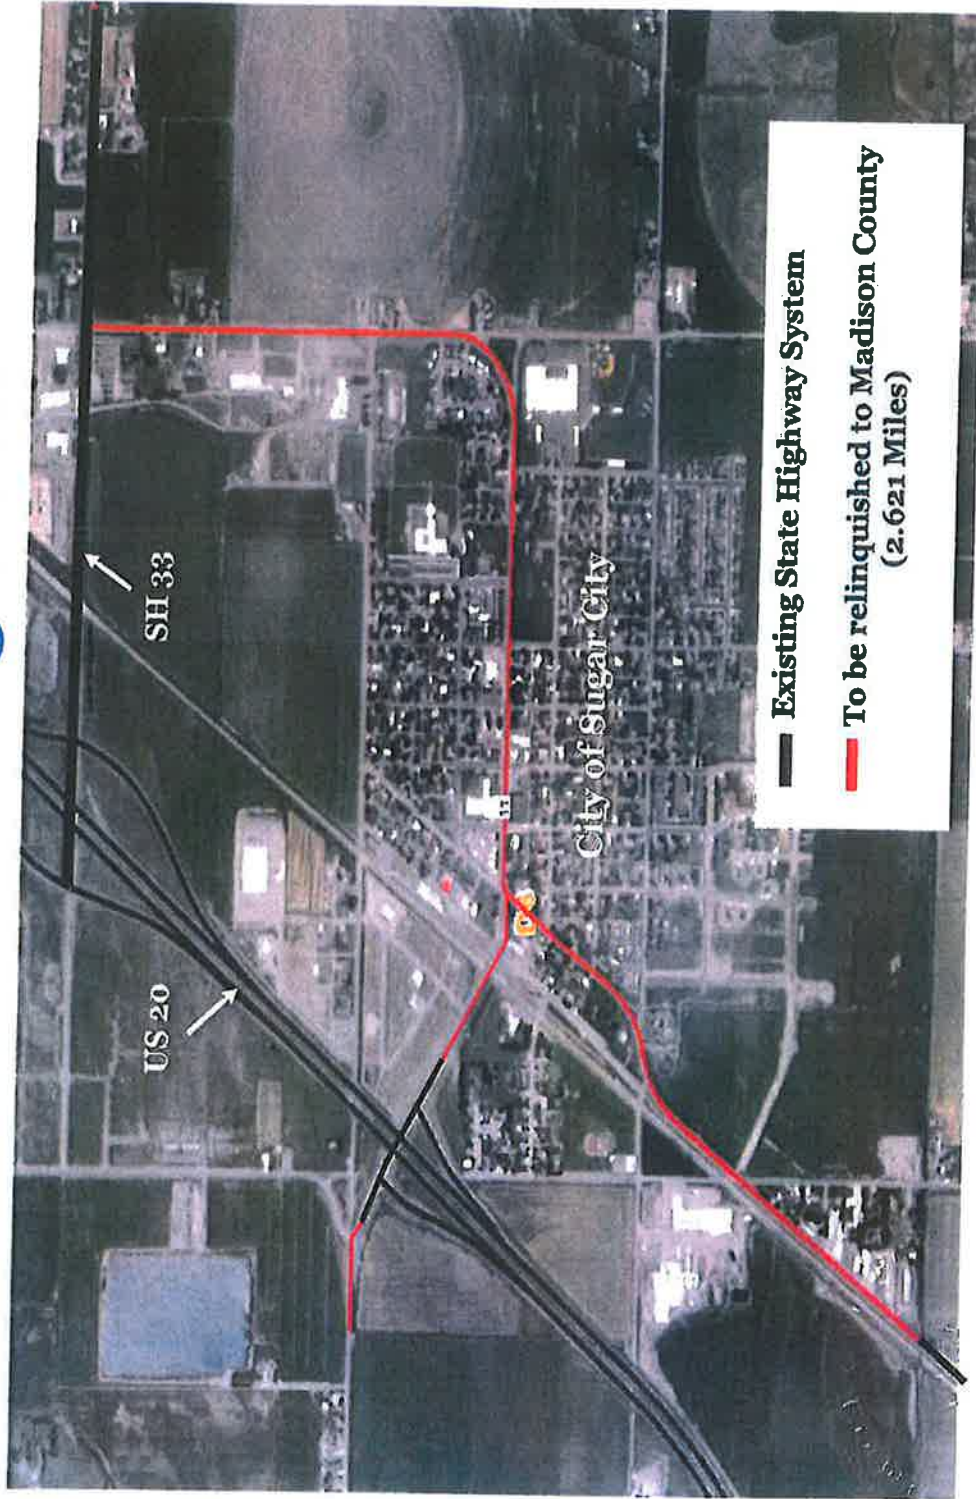 SH 33
US 20
City of Sugar City
Existing State Highway System
To be relinquished to Madison County
(2.621 Miles)